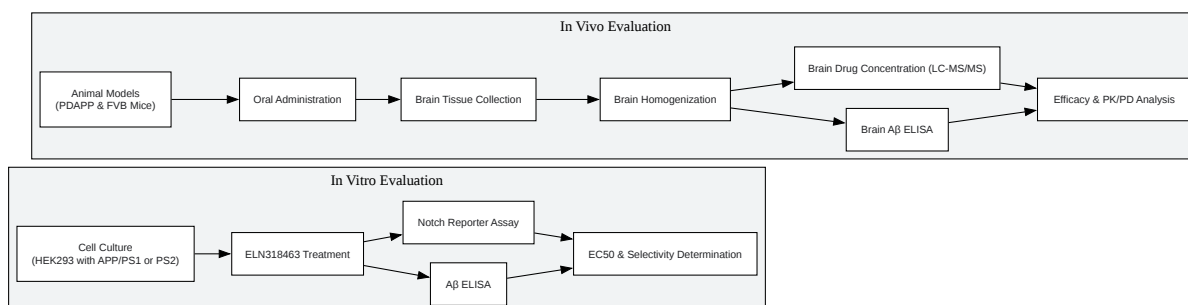 In Vivo Evaluation
Animal Models
(PDAPP & FVB Mice)
Oral Administration
Brain Tissue Collection
Brain Homogenization
Brain Drug Concentration (LC-MS/MS)
Brain Aβ ELISA
Efficacy & PK/PD Analysis
In Vitro Evaluation
Cell Culture
(HEK293 with APP/PS1 or PS2)
ELN318463 Treatment
Notch Reporter Assay
Aβ ELISA
EC50 & Selectivity Determination